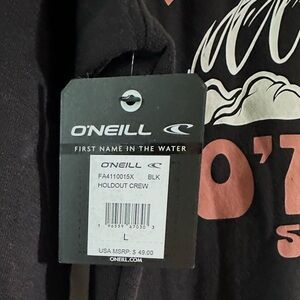 O'NEILL
FIRST NAME IN THE WATER
O'NEILL
FA4110015X BLK
HOLDOUT CREW
L
USA MSRP: $ 49.00
ONEILL.COM
O'
S